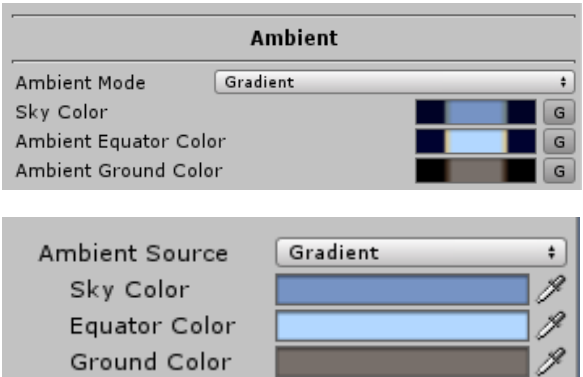 Ambient
Ambient Mode Gradient
Sky Color G
Ambient Equator Color G
Ambient Ground Color G
Ambient Source Gradient
Sky Color
Equator Color
Ground Color